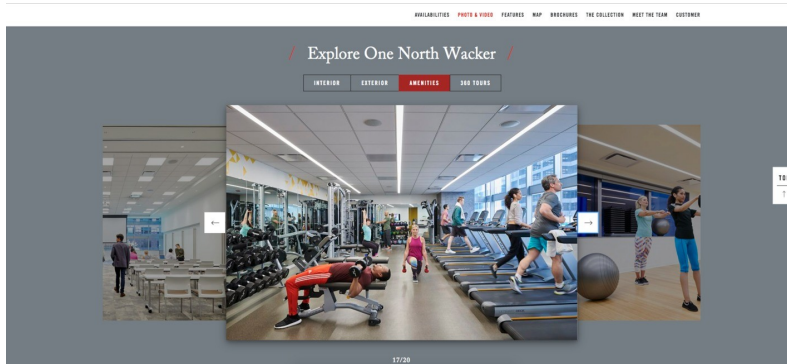 AVAILABILITIES PHOTO & VIDEO FEATURES MAP BROCHURES THE COLLECTION MEET THE TEAM CUSTOMER
/ Explore One North Wacker /
INTERIOR EXTERIOR AMENITIES 360 TOURS
← →
↑
17/20